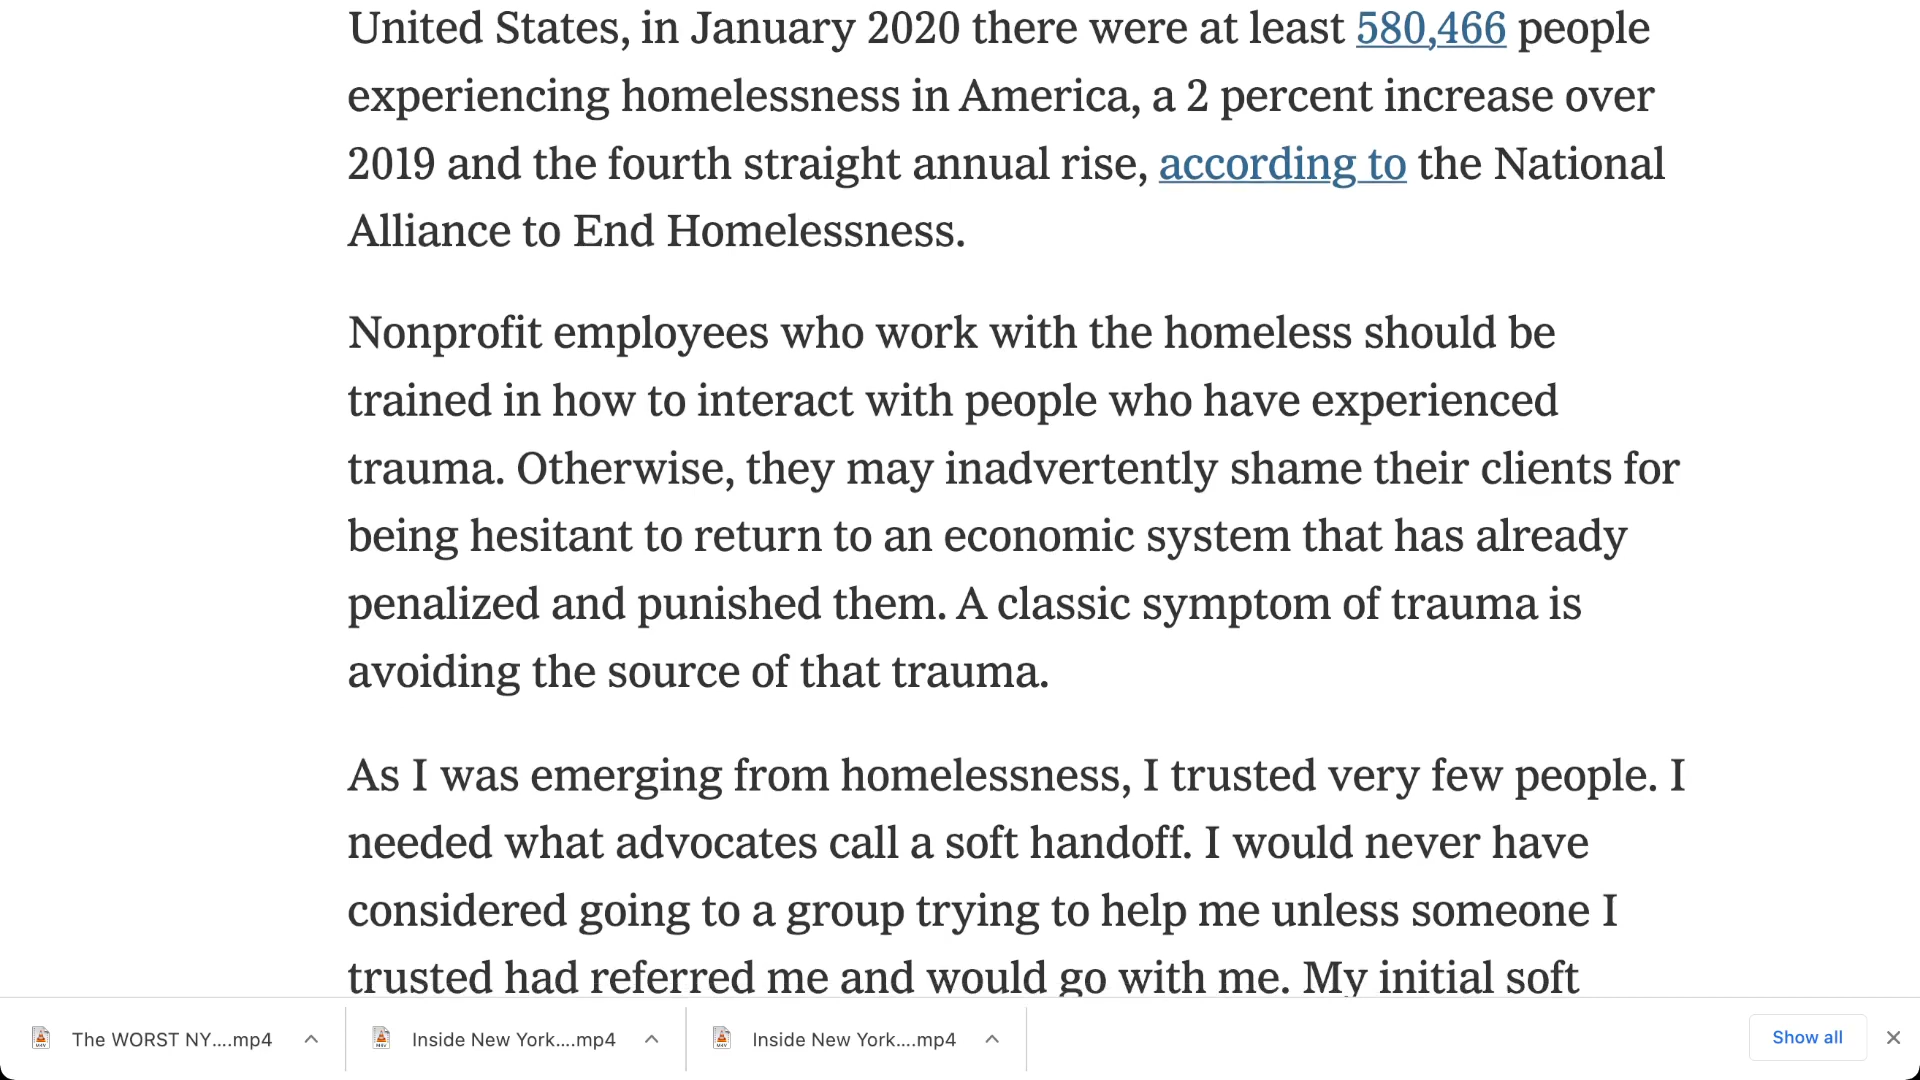 United States, in January 2020 there were at least 580,466 people
experiencing homelessness in America, a 2 percent increase over
2019 and the fourth straight annual rise, according to the National
Alliance to End Homelessness.
Nonprofit employees who work with the homeless should be
trained in how to interact with people who have experienced
trauma. Otherwise, they may inadvertently shame their clients for
being hesitant to return to an economic system that has already
penalized and punished them. A classic symptom of trauma is
avoiding the source of that trauma.
As I was emerging from homelessness, I trusted very few people. I
needed what advocates call a soft handoff. I would never have
considered going to a group trying to help me unless someone I
trusted had referred me and would go with me. My initial soft
The WORST NY....mp4
Inside New York....mp4
Inside New York....mp4
Show all